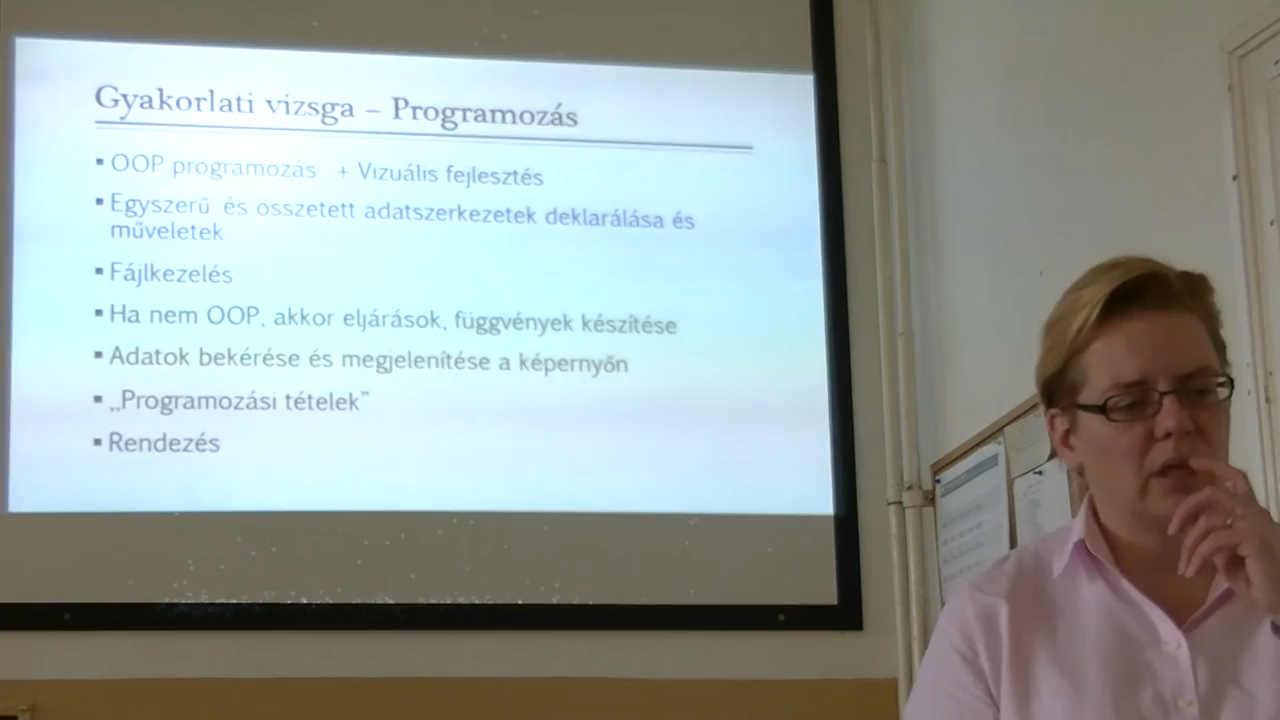 Gyakorlati vizsga – Programozás
▪ OOP programozás + Vizuális fejlesztés
▪ Egyszerű és összetett adatszerkezetek deklarálása és
műveletek
▪ Fájlkezelés
▪ Ha nem OOP, akkor eljárások, függvények készítése
▪ Adatok bekérése és megjelenítése a képernyőn
▪ „Programozási tételek”
▪ Rendezés